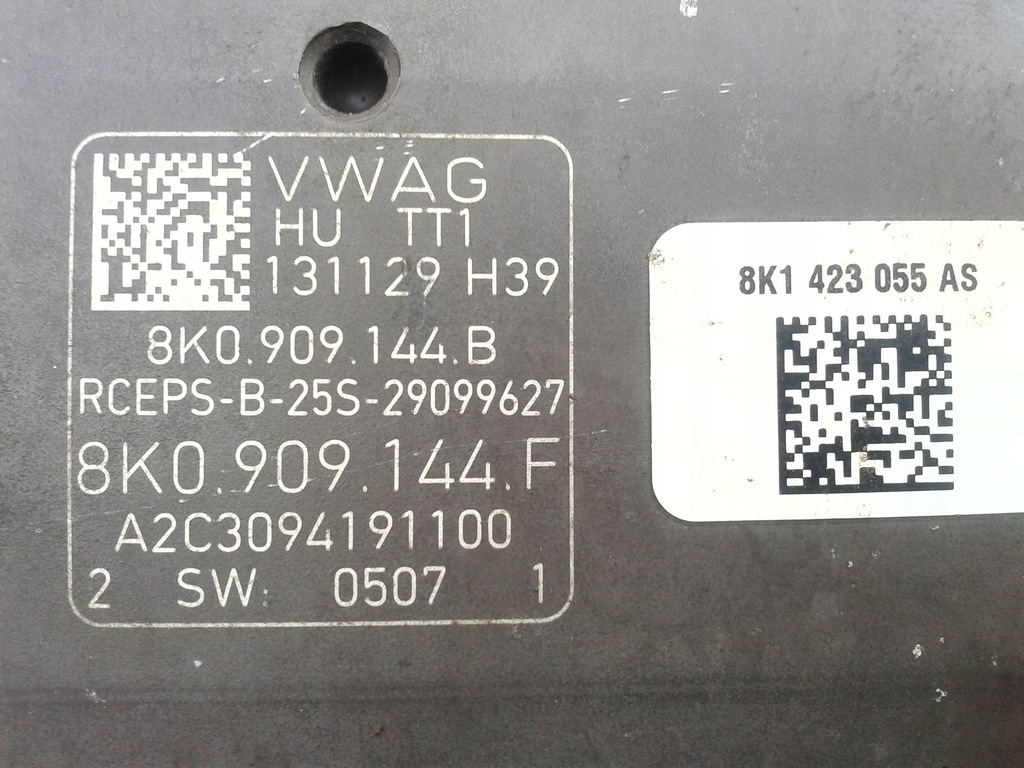 VWAG
HU TT1
131129 H39
8K0.909.144.B
RCEPS-B-25S-29099627
8K0.909.144.F
A2C3094191100
2 SW: 0507 1
8K1 423 055 AS